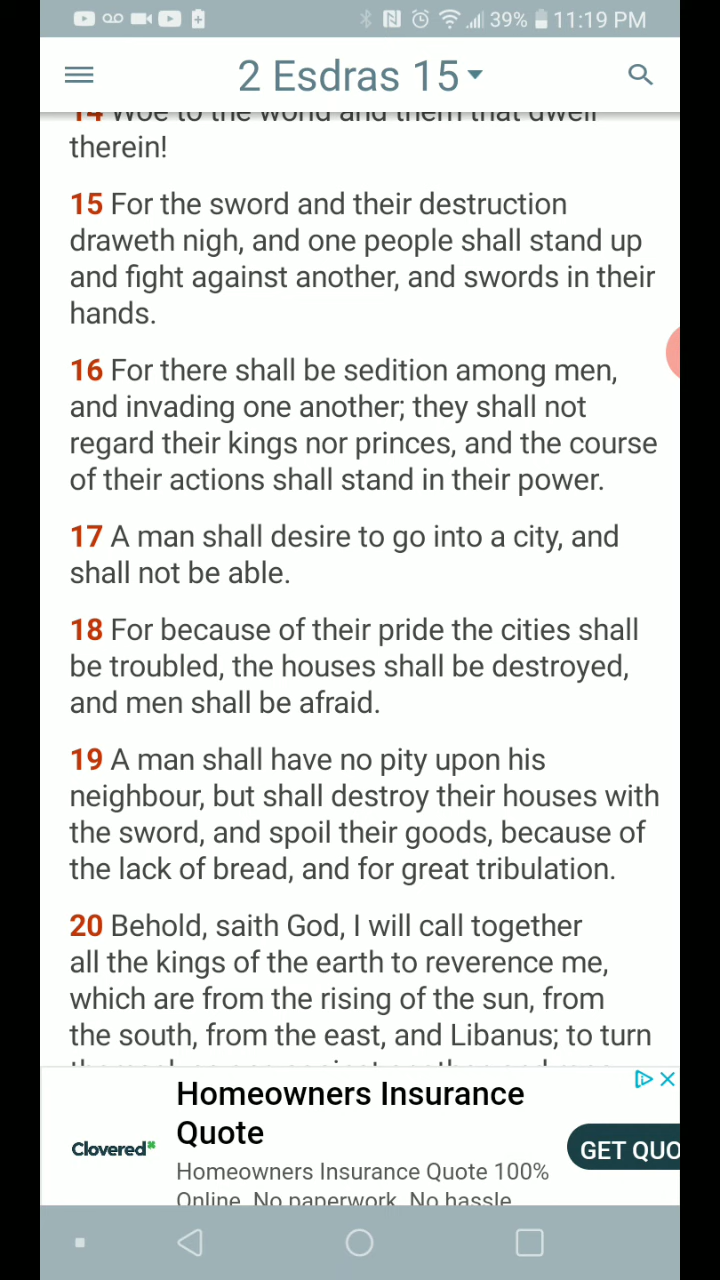 39% 11:19 PM
2 Esdras 15
14 Woe to the world and them that dwell
therein!
15 For the sword and their destruction
draweth nigh, and one people shall stand up
and fight against another, and swords in their
hands.
16 For there shall be sedition among men,
and invading one another; they shall not
regard their kings nor princes, and the course
of their actions shall stand in their power.
17 A man shall desire to go into a city, and
shall not be able.
18 For because of their pride the cities shall
be troubled, the houses shall be destroyed,
and men shall be afraid.
19 A man shall have no pity upon his
neighbour, but shall destroy their houses with
the sword, and spoil their goods, because of
the lack of bread, and for great tribulation.
20 Behold, saith God, I will call together
all the kings of the earth to reverence me,
which are from the rising of the sun, from
the south, from the east, and Libanus; to turn
Homeowners Insurance
Quote
Clovered
GET QUO
Homeowners Insurance Quote 100%
Online. No paperwork. No hassle.